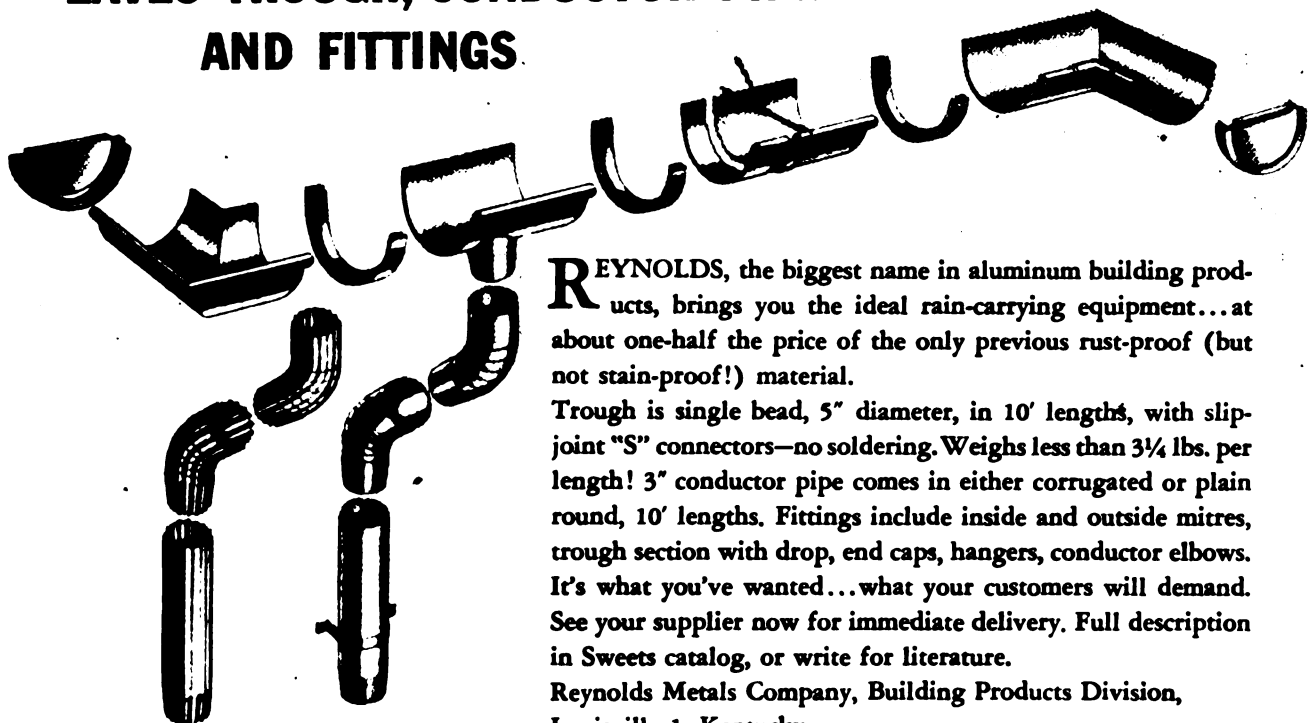 AND FITTINGS
REYNOLDS, the biggest name in aluminum building prod-
ucts, brings you the ideal rain-carrying equipment...at
about one-half the price of the only previous rust-proof (but
not stain-proof!) material.
Trough is single bead, 5″ diameter, in 10′ lengths, with slip-
joint “S” connectors—no soldering. Weighs less than 3¼ lbs. per
length! 3″ conductor pipe comes in either corrugated or plain
round, 10′ lengths. Fittings include inside and outside mitres,
trough section with drop, end caps, hangers, conductor elbows.
It's what you've wanted...what your customers will demand.
See your supplier now for immediate delivery. Full description
in Sweets catalog, or write for literature.
Reynolds Metals Company, Building Products Division,